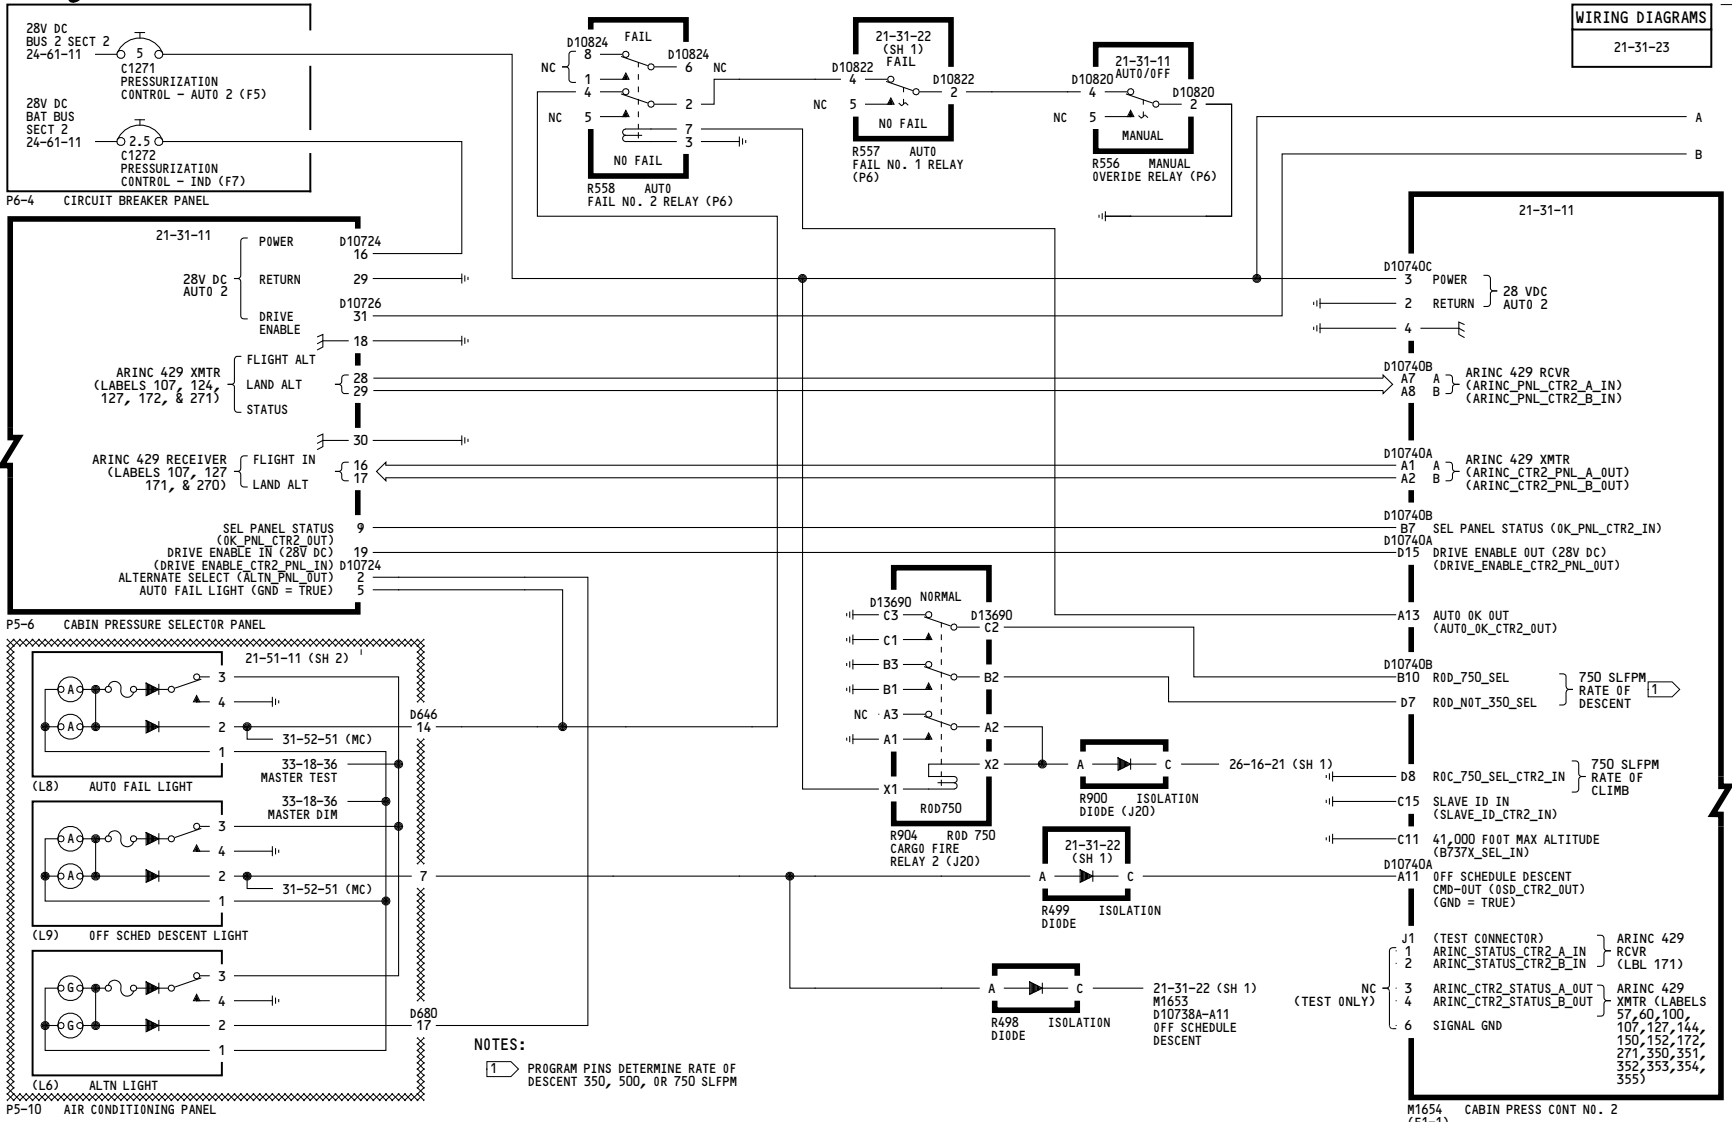 WIRING DIAGRAMS
21-31-23
28V DC
BUS 2 SECT 2
24-61-11
5
C1271
PRESSURIZATION
CONTROL - AUTO 2 (F5)
28V DC
BAT BUS
SECT 2
24-61-11
2.5
C1272
PRESSURIZATION
CONTROL - IND (F7)
P6-4 CIRCUIT BREAKER PANEL
D10824
FAIL
D10824
NC
8
6
NC
1
4
2
NC
5
7
3
NO FAIL
R558 AUTO
FAIL NO. 2 RELAY (P6)
21-31-22
(SH 1)
FAIL
D10822
D10822
4
2
NC
5
NO FAIL
R557 AUTO
FAIL NO. 1 RELAY
(P6)
21-31-11
AUTO/OFF
D10820
D10820
4
2
NC
5
MANUAL
R556 MANUAL
OVERIDE RELAY (P6)
A
B
21-31-11
28V DC
AUTO 2
POWER
D10724
16
RETURN
29
D10726
DRIVE
ENABLE
31
18
ARINC 429 XMTR
(LABELS 107, 124,
127, 172, & 271)
FLIGHT ALT
LAND ALT
STATUS
28
29
30
ARINC 429 RECEIVER
(LABELS 107, 127
171, & 270)
FLIGHT IN
LAND ALT
16
17
SEL PANEL STATUS 9
(OK_PNL_CTR2_OUT)
DRIVE ENABLE IN (28V DC) 19
(DRIVE ENABLE_CTR2_PNL_IN) D10724
ALTERNATE SELECT (ALTN_PNL_OUT) 2
AUTO FAIL LIGHT (GND = TRUE) 5
P5-6 CABIN PRESSURE SELECTOR PANEL
21-51-11 (SH 2)
A
A
3
4
2
1
31-52-51 (MC)
D646
14
33-18-36
MASTER TEST
33-18-36
MASTER DIM
(L8) AUTO FAIL LIGHT
A
A
3
4
2
1
31-52-51 (MC)
7
(L9) OFF SCHED DESCENT LIGHT
G
G
3
4
2
1
D680
17
(L6) ALTN LIGHT
P5-10 AIR CONDITIONING PANEL
NOTES:
1 PROGRAM PINS DETERMINE RATE OF
DESCENT 350, 500, OR 750 SLFPM
D13690
NORMAL
D13690
C3
C2
C1
B3
B2
B1
NC A3
A2
A1
X2
X1
ROD750
R904 ROD 750
CARGO FIRE
RELAY 2 (J20)
A
C
26-16-21 (SH 1)
R900 ISOLATION
DIODE (J20)
21-31-22
(SH 1)
A
C
R499 ISOLATION
DIODE
A
C
R498 ISOLATION
DIODE
21-31-22 (SH 1)
M1653
D10738A-A11
OFF SCHEDULE
DESCENT
21-31-11
D10740C
3 POWER
2 RETURN
28 VDC
AUTO 2
4
D10740B
A7 A
A8 B
ARINC 429 RCVR
(ARINC_PNL_CTR2_A_IN)
(ARINC_PNL_CTR2_B_IN)
D10740A
A1 A
A2 B
ARINC 429 XMTR
(ARINC_CTR2_PNL_A_OUT)
(ARINC_CTR2_PNL_B_OUT)
D10740B
B7 SEL PANEL STATUS (OK_PNL_CTR2_IN)
D10740A
D15 DRIVE ENABLE OUT (28V DC)
(DRIVE_ENABLE_CTR2_PNL_OUT)
A13 AUTO OK OUT
(AUTO_OK_CTR2_OUT)
D10740B
B10 ROD_750_SEL
D7 ROD_NOT_350_SEL
750 SLFPM
RATE OF
DESCENT
1
D8 ROC_750_SEL_CTR2_IN
750 SLFPM
RATE OF
CLIMB
C15 SLAVE ID IN
(SLAVE_ID_CTR2_IN)
C11 41,000 FOOT MAX ALTITUDE
(B737X_SEL_IN)
D10740A
A11 OFF SCHEDULE DESCENT
CMD-OUT (OSD_CTR2_OUT)
(GND = TRUE)
J1 (TEST CONNECTOR)
1 ARINC_STATUS_CTR2_A_IN
2 ARINC_STATUS_CTR2_B_IN
ARINC 429
RCVR
(LBL 171)
NC
(TEST ONLY)
3 ARINC_CTR2_STATUS_A_OUT
4 ARINC_CTR2_STATUS_B_OUT
6 SIGNAL GND
ARINC 429
XMTR (LABELS
57,60,100,
107,127,144,
150,152,172,
271,350,351,
352,353,354,
355)
M1654 CABIN PRESS CONT NO. 2